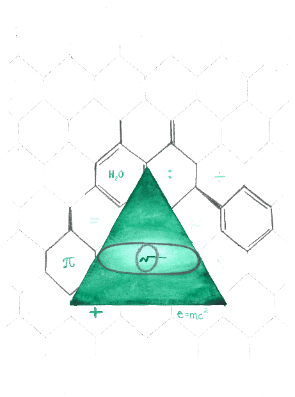 H₂O : ÷
=
π √
+ e=mc²